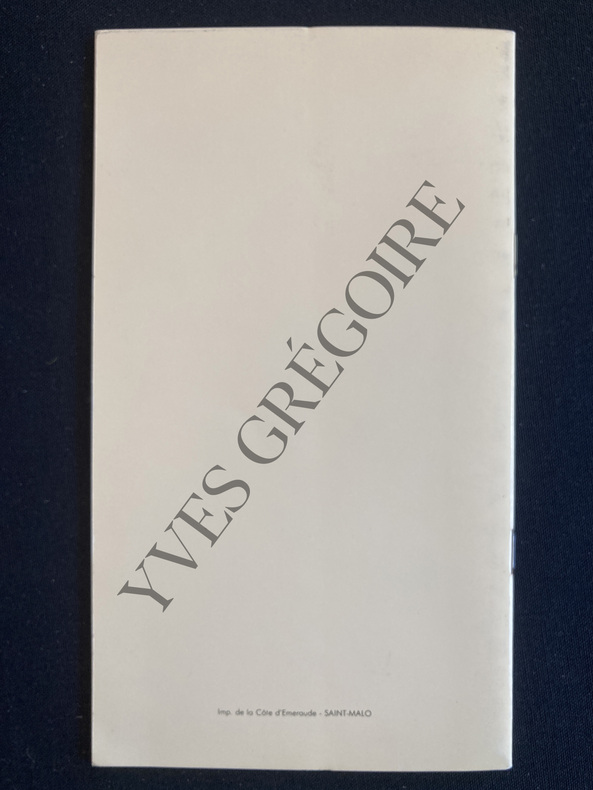 YVES GRÉGOIRE
Imp. de la Côte d'Emeraude - SAINT-MALO